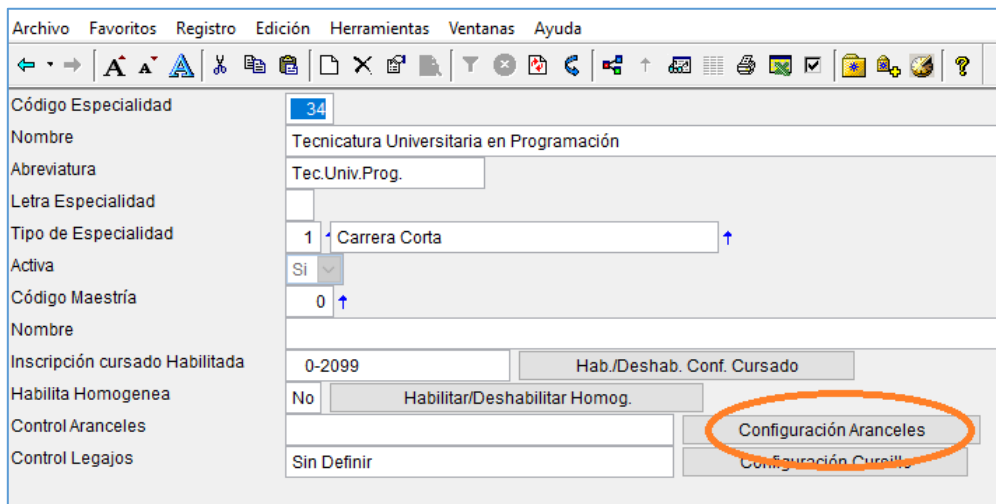 Archivo Favoritos Registro Edición Herramientas Ventanas Ayuda
Código Especialidad 34
Nombre Tecnicatura Universitaria en Programación
Abreviatura Tec.Univ.Prog.
Letra Especialidad
Tipo de Especialidad 1 Carrera Corta
Activa Si
Código Maestría 0
Nombre
Inscripción cursado Habilitada 0-2099 Hab./Deshab. Conf. Cursado
Habilita Homogenea No Habilitar/Deshabilitar Homog.
Control Aranceles Configuración Aranceles
Control Legajos Sin Definir Configuración Cursillo